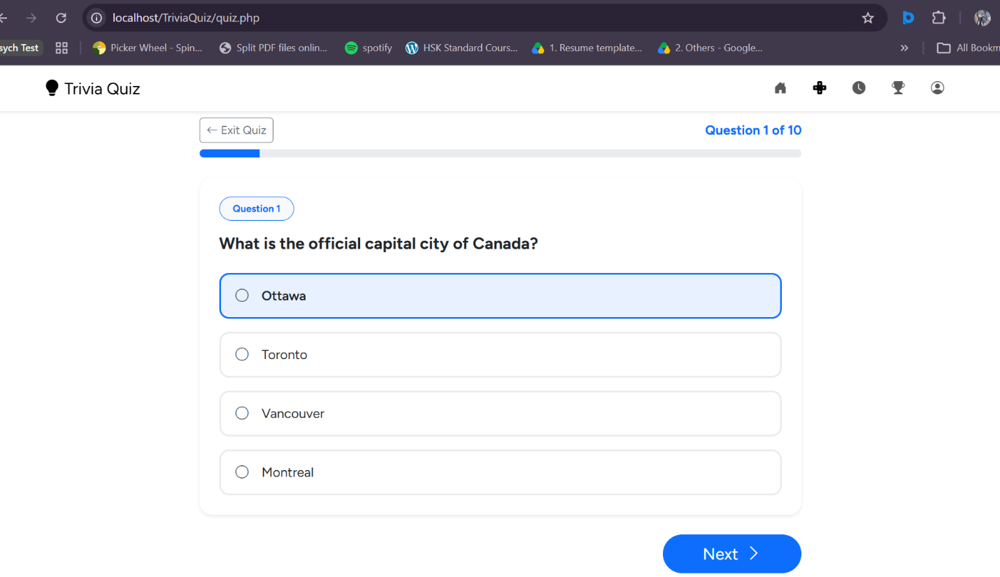 localhost/TriviaQuiz/quiz.php
sych Test Picker Wheel - Spin... Split PDF files onlin... spotify HSK Standard Cours... 1. Resume template... 2. Others - Google... » All Bookm
Trivia Quiz
← Exit Quiz Question 1 of 10
Question 1
What is the official capital city of Canada?
Ottawa
Toronto
Vancouver
Montreal
Next